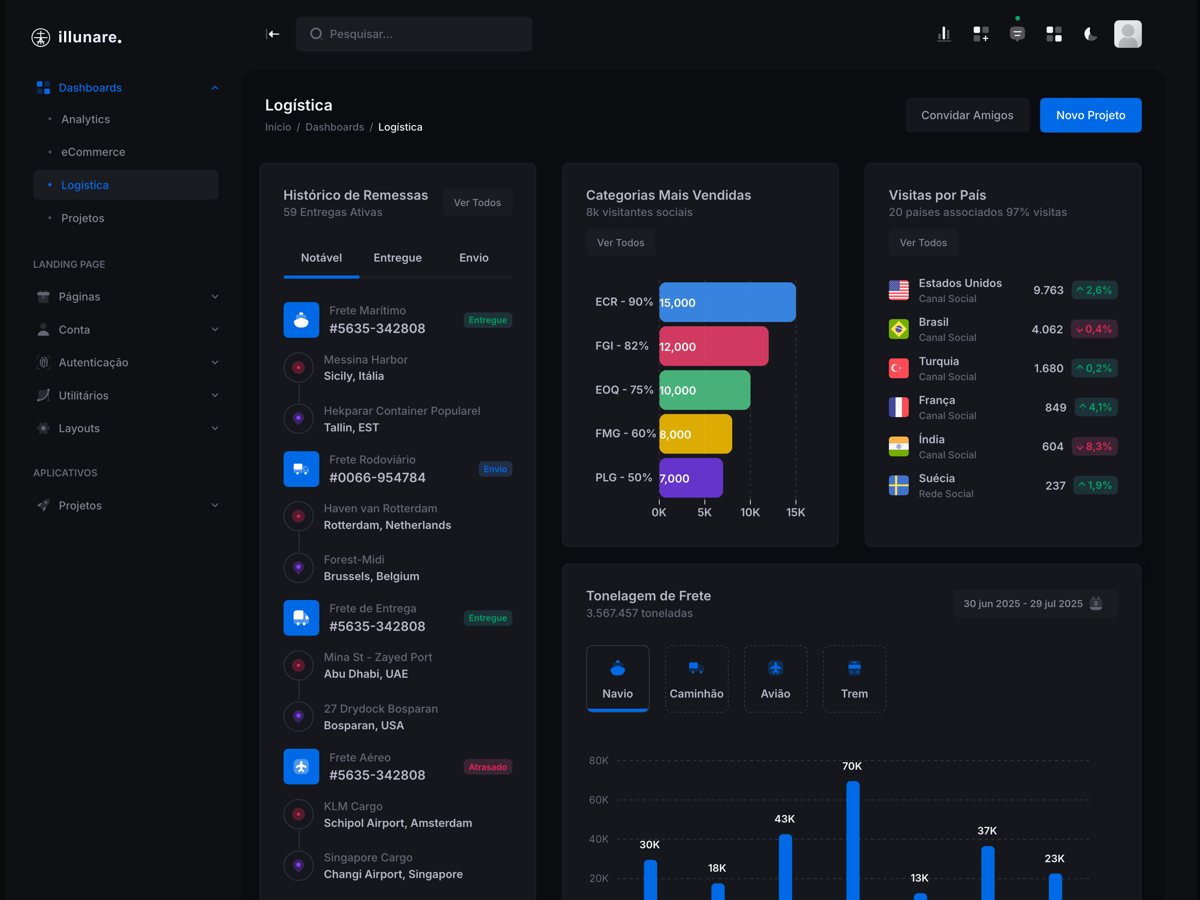 illunare.
Pesquisar...
Dashboards
Analytics
eCommerce
Logística
Projetos
LANDING PAGE
Páginas
Conta
Autenticação
Utilitários
Layouts
APLICATIVOS
Projetos
Logística
Início / Dashboards / Logística
Convidar Amigos
Novo Projeto
Histórico de Remessas
59 Entregas Ativas
Ver Todos
Notável
Entregue
Envio
Frete Marítimo
#5635-342808
Entregue
Messina Harbor
Sicily, Itália
Hekparar Container Popularel
Tallin, EST
Frete Rodoviário
#0066-954784
Envio
Haven van Rotterdam
Rotterdam, Netherlands
Forest-Midi
Brussels, Belgium
Frete de Entrega
#5635-342808
Entregue
Mina St - Zayed Port
Abu Dhabi, UAE
27 Drydock Bosparan
Bosparan, USA
Frete Aéreo
#5635-342808
Atrasado
KLM Cargo
Schipol Airport, Amsterdam
Singapore Cargo
Changi Airport, Singapore
Categorias Mais Vendidas
8k visitantes sociais
Ver Todos
ECR - 90% 15,000
FGI - 82% 12,000
EOQ - 75% 10,000
FMG - 60% 8,000
PLG - 50% 7,000
0K 5K 10K 15K
Visitas por País
20 países associados 97% visitas
Ver Todos
Estados Unidos
Canal Social
9.763 2,6%
Brasil
Canal Social
4.062 0,4%
Turquia
Canal Social
1.680 0,2%
França
Canal Social
849 4,1%
Índia
Canal Social
604 8,3%
Suécia
Rede Social
237 1,9%
Tonelagem de Frete
3.567.457 toneladas
30 jun 2025 - 29 jul 2025
Navio
Caminhão
Avião
Trem
80K
60K
40K
20K
30K
18K
43K
70K
13K
37K
23K